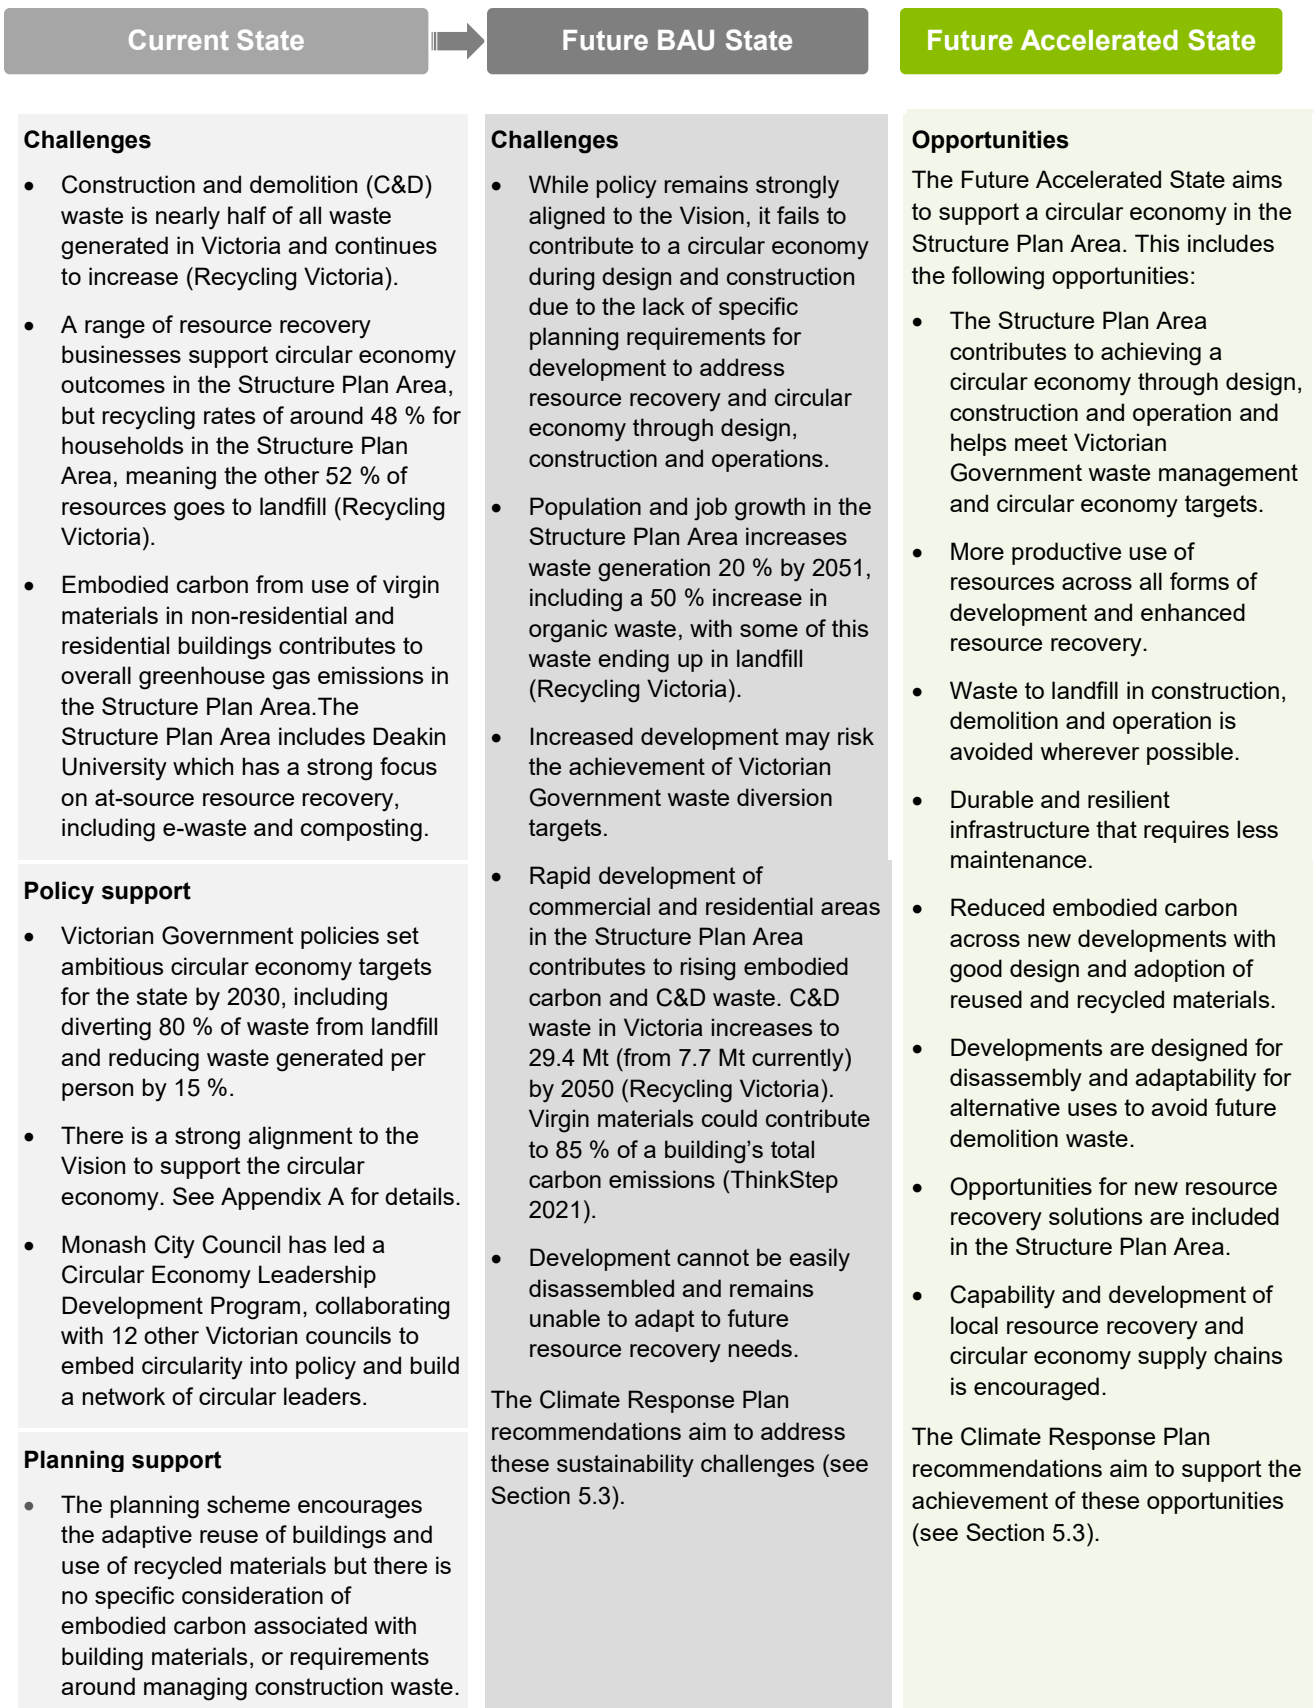 Current State
Future BAU State
Future Accelerated State
Challenges
• Construction and demolition (C&D)
waste is nearly half of all waste
generated in Victoria and continues
to increase (Recycling Victoria).
• A range of resource recovery
businesses support circular economy
outcomes in the Structure Plan Area,
but recycling rates of around 48 % for
households in the Structure Plan
Area, meaning the other 52 % of
resources goes to landfill (Recycling
Victoria).
• Embodied carbon from use of virgin
materials in non-residential and
residential buildings contributes to
overall greenhouse gas emissions in
the Structure Plan Area.The
Structure Plan Area includes Deakin
University which has a strong focus
on at-source resource recovery,
including e-waste and composting.
Policy support
• Victorian Government policies set
ambitious circular economy targets
for the state by 2030, including
diverting 80 % of waste from landfill
and reducing waste generated per
person by 15 %.
• There is a strong alignment to the
Vision to support the circular
economy. See Appendix A for details.
• Monash City Council has led a
Circular Economy Leadership
Development Program, collaborating
with 12 other Victorian councils to
embed circularity into policy and build
a network of circular leaders.
Planning support
• The planning scheme encourages
the adaptive reuse of buildings and
use of recycled materials but there is
no specific consideration of
embodied carbon associated with
building materials, or requirements
around managing construction waste.
Challenges
• While policy remains strongly
aligned to the Vision, it fails to
contribute to a circular economy
during design and construction
due to the lack of specific
planning requirements for
development to address
resource recovery and circular
economy through design,
construction and operations.
• Population and job growth in the
Structure Plan Area increases
waste generation 20 % by 2051,
including a 50 % increase in
organic waste, with some of this
waste ending up in landfill
(Recycling Victoria).
• Increased development may risk
the achievement of Victorian
Government waste diversion
targets.
• Rapid development of
commercial and residential areas
in the Structure Plan Area
contributes to rising embodied
carbon and C&D waste. C&D
waste in Victoria increases to
29.4 Mt (from 7.7 Mt currently)
by 2050 (Recycling Victoria).
Virgin materials could contribute
to 85 % of a building’s total
carbon emissions (ThinkStep
2021).
• Development cannot be easily
disassembled and remains
unable to adapt to future
resource recovery needs.
The Climate Response Plan
recommendations aim to address
these sustainability challenges (see
Section 5.3).
Opportunities
The Future Accelerated State aims
to support a circular economy in the
Structure Plan Area. This includes
the following opportunities:
• The Structure Plan Area
contributes to achieving a
circular economy through design,
construction and operation and
helps meet Victorian
Government waste management
and circular economy targets.
• More productive use of
resources across all forms of
development and enhanced
resource recovery.
• Waste to landfill in construction,
demolition and operation is
avoided wherever possible.
• Durable and resilient
infrastructure that requires less
maintenance.
• Reduced embodied carbon
across new developments with
good design and adoption of
reused and recycled materials.
• Developments are designed for
disassembly and adaptability for
alternative uses to avoid future
demolition waste.
• Opportunities for new resource
recovery solutions are included
in the Structure Plan Area.
• Capability and development of
local resource recovery and
circular economy supply chains
is encouraged.
The Climate Response Plan
recommendations aim to support the
achievement of these opportunities
(see Section 5.3).